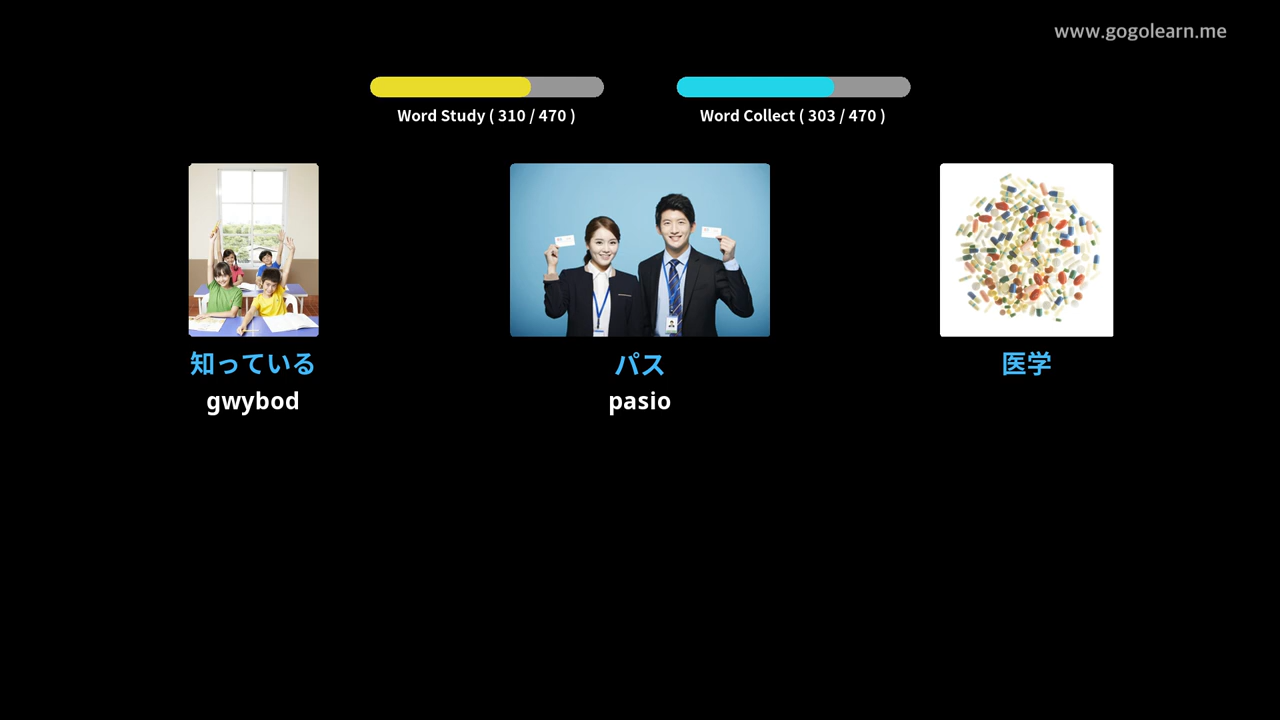 www.gogolearn.me
Word Study ( 310 / 470 )
Word Collect ( 303 / 470 )
知っている
パス
医学
gwybod
pasio